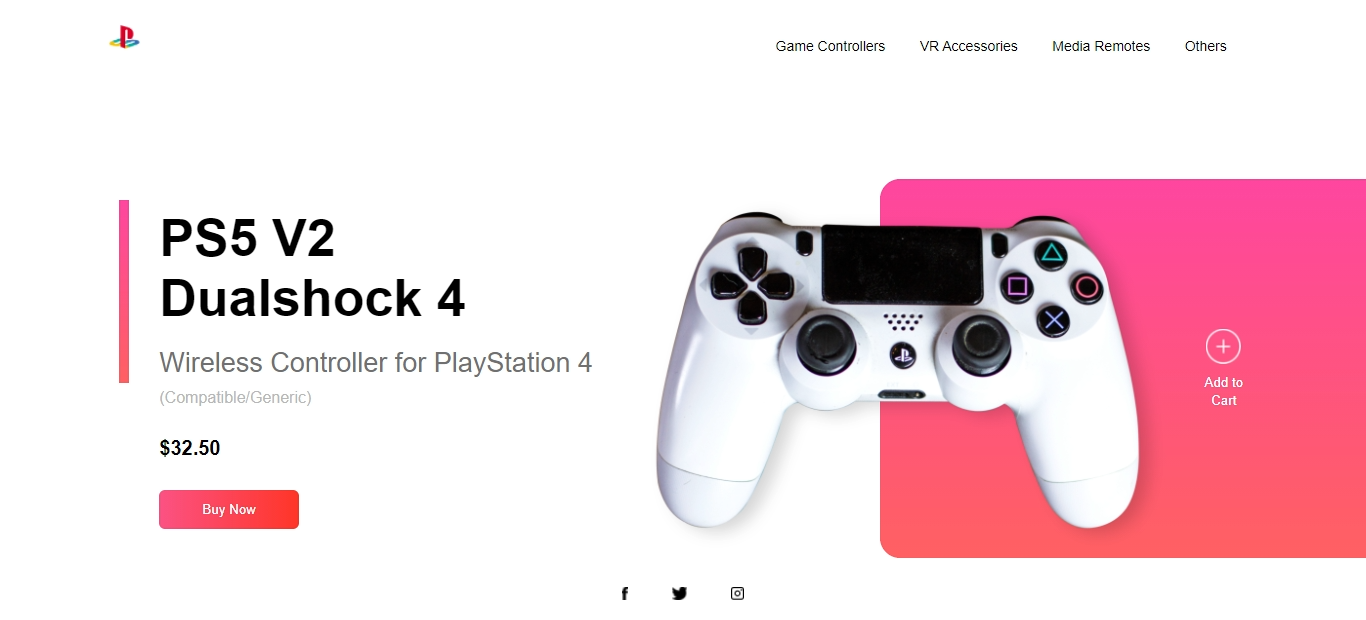 Game Controllers VR Accessories Media Remotes Others
PS5 V2
Dualshock 4
Wireless Controller for PlayStation 4
(Compatible/Generic)
$32.50
Buy Now
Add to
Cart